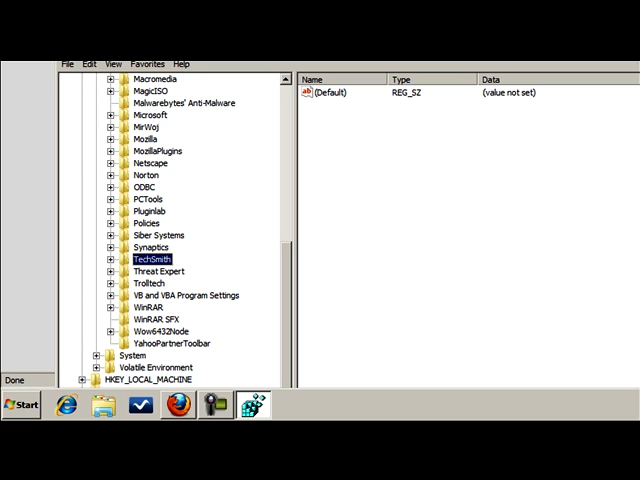 File Edit View Favorites Help
Name Type Data
(Default) REG_SZ (value not set)
Macromedia
MagicISO
Malwarebytes' Anti-Malware
Microsoft
MirWoj
Mozilla
MozillaPlugins
Netscape
Norton
ODBC
PCTools
Pluginlab
Policies
Siber Systems
Synaptics
TechSmith
Threat Expert
Trolltech
VB and VBA Program Settings
WinRAR
WinRAR SFX
Wow6432Node
YahooPartnerToolbar
System
Volatile Environment
HKEY_LOCAL_MACHINE
Done
Start